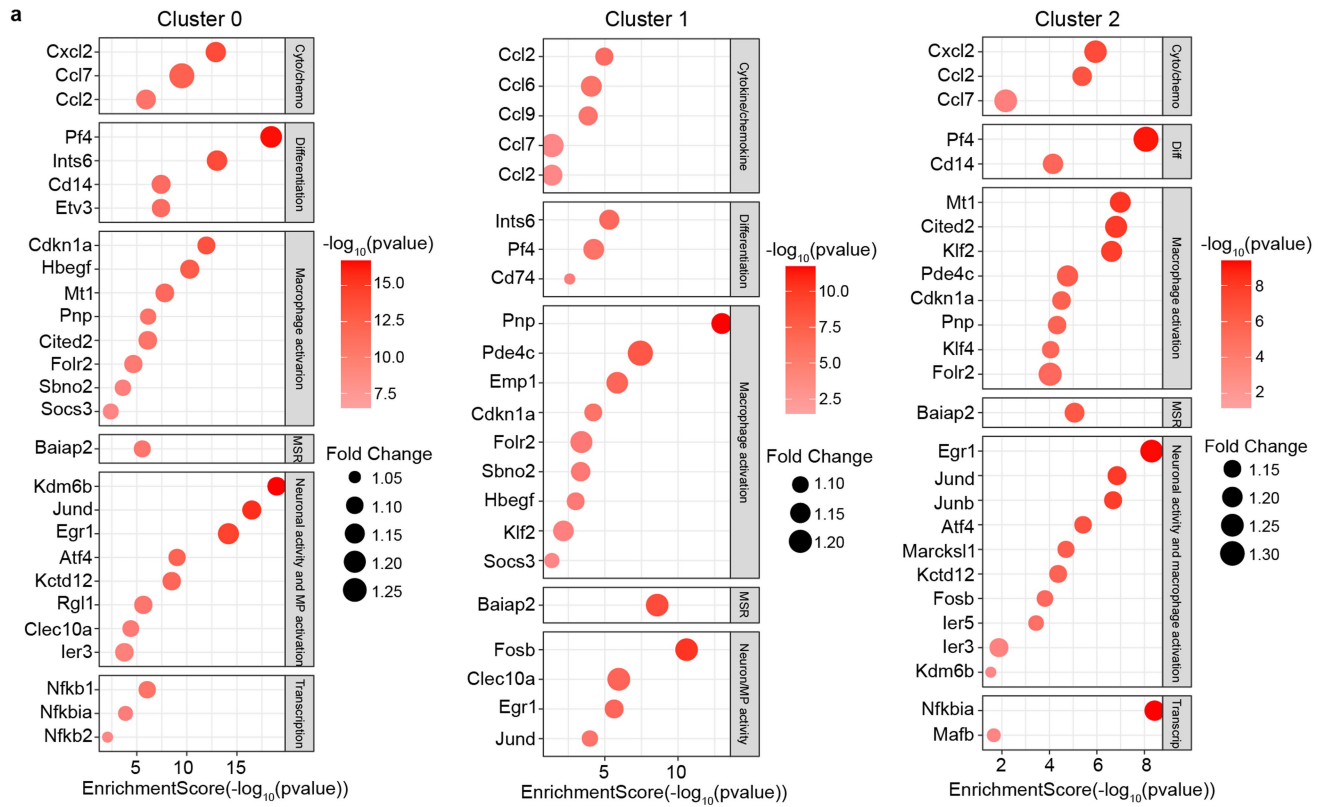 a
Cluster 0
Cxcl2
Ccl7
Ccl2
Cyto/chemo
Pf4
Ints6
Cd14
Etv3
Differentiation
Cdkn1a
Hbegf
Mt1
Pnp
Cited2
Folr2
Sbno2
Socs3
Macrophage activarion
Baiap2
MSR
Kdm6b
Jund
Egr1
Atf4
Kctd12
Rgl1
Clec10a
Ier3
Neuronal activity and MP activation
Nfkb1
Nfkbia
Nfkb2
Transcription
5 10 15
EnrichmentScore(-log10(pvalue))
-log10(pvalue)
15.0
12.5
10.0
7.5
Fold Change
1.05
1.10
1.15
1.20
1.25
Cluster 1
Ccl2
Ccl6
Ccl9
Ccl7
Ccl2
Cytokine/chemokine
Ints6
Pf4
Cd74
Differentiation
Pnp
Pde4c
Emp1
Cdkn1a
Folr2
Sbno2
Hbegf
Klf2
Socs3
Macrophage activation
Baiap2
MSR
Fosb
Clec10a
Egr1
Jund
Neuron/MP activity
5 10
EnrichmentScore(-log10(pvalue))
-log10(pvalue)
10.0
7.5
5.0
2.5
Fold Change
1.10
1.15
1.20
Cluster 2
Cxcl2
Ccl2
Ccl7
Cyto/chemo
Pf4
Cd14
Diff
Mt1
Cited2
Klf2
Pde4c
Cdkn1a
Pnp
Klf4
Folr2
Macrophage activation
Baiap2
MSR
Egr1
Jund
Junb
Atf4
Marcksl1
Kctd12
Fosb
Ier5
Ier3
Kdm6b
Neuronal activity and macrophage activation
Nfkbia
Mafb
Transcrip
2 4 6 8
EnrichmentScore(-log10(pvalue))
-log10(pvalue)
8
6
4
2
Fold Change
1.15
1.20
1.25
1.30